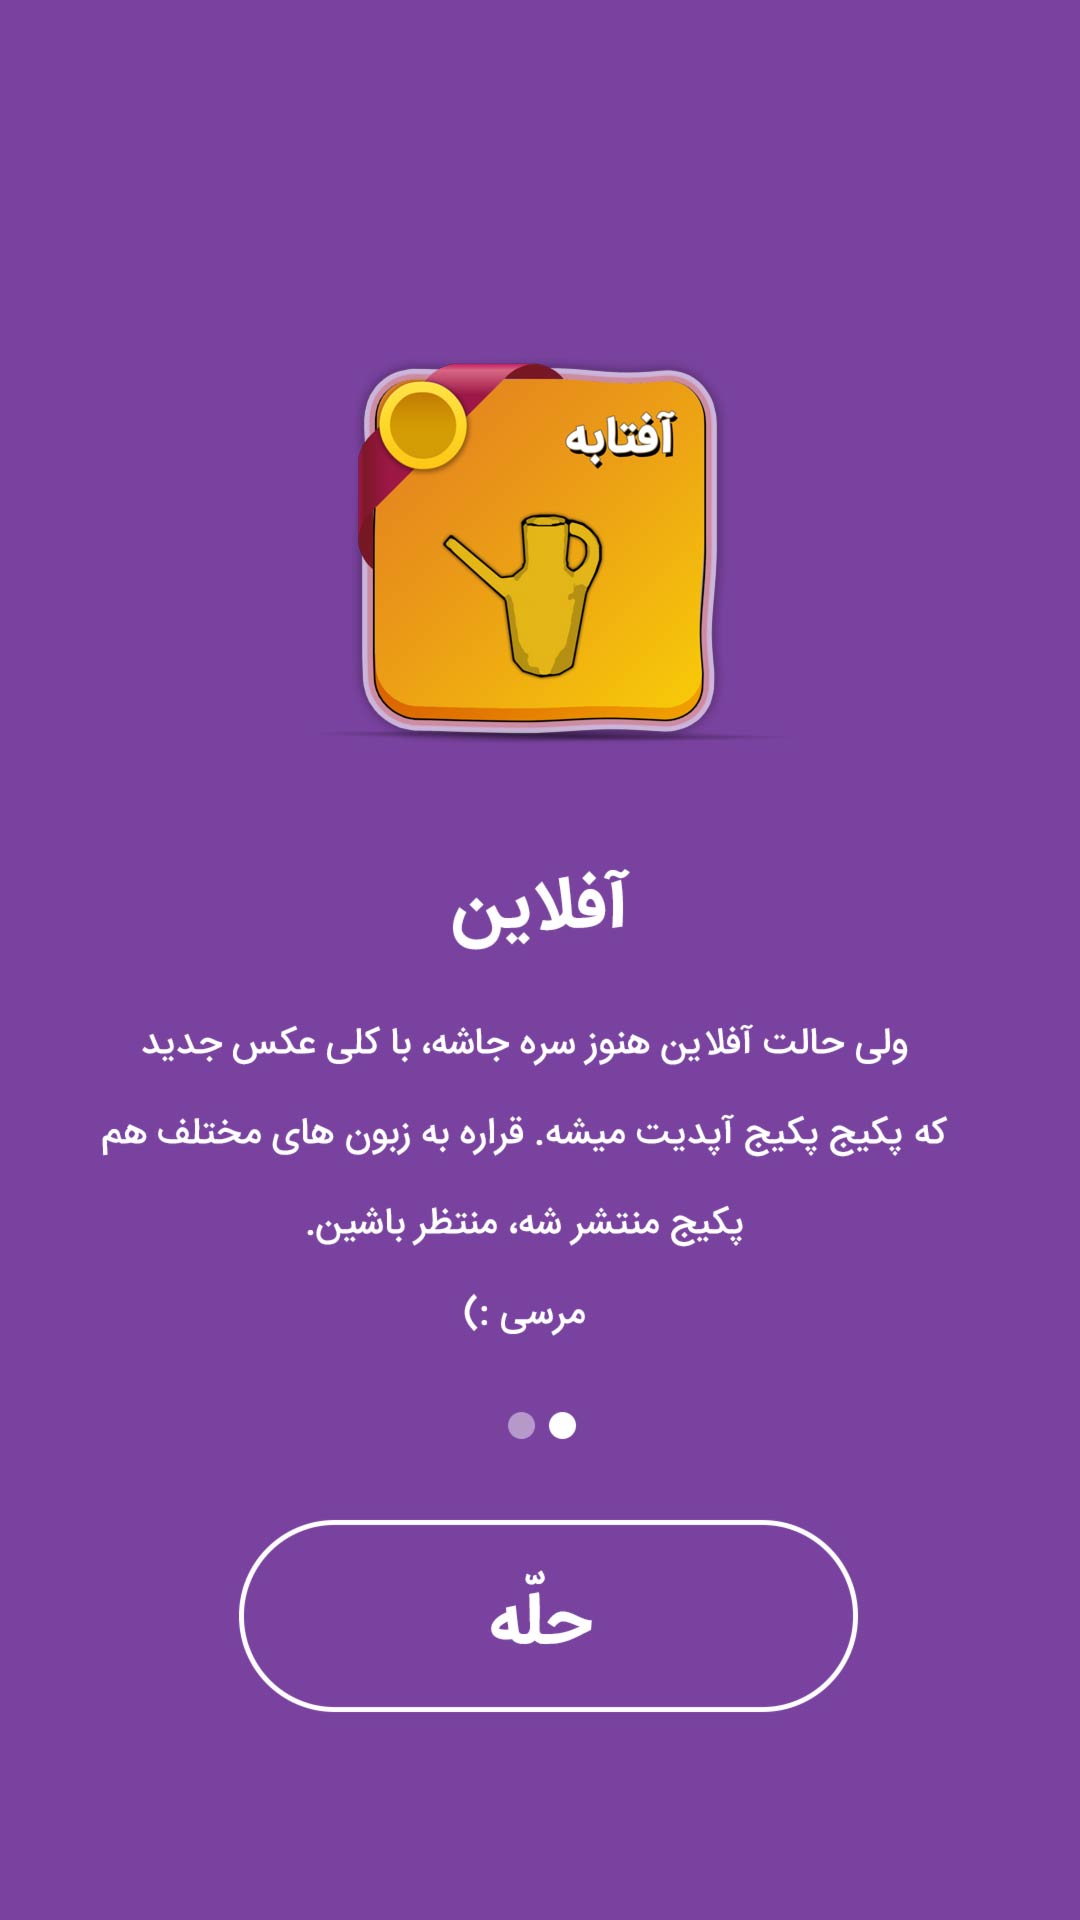 آفتابه
آفلاین
ولی حالت آفلاین هنوز سره جاشه، با کلی عکس جدید
که پکیج پکیج آپدیت میشه. قراره به زبون های مختلف هم
پکیج منتشر شه، منتظر باشین.
مرسی :)
حلّه